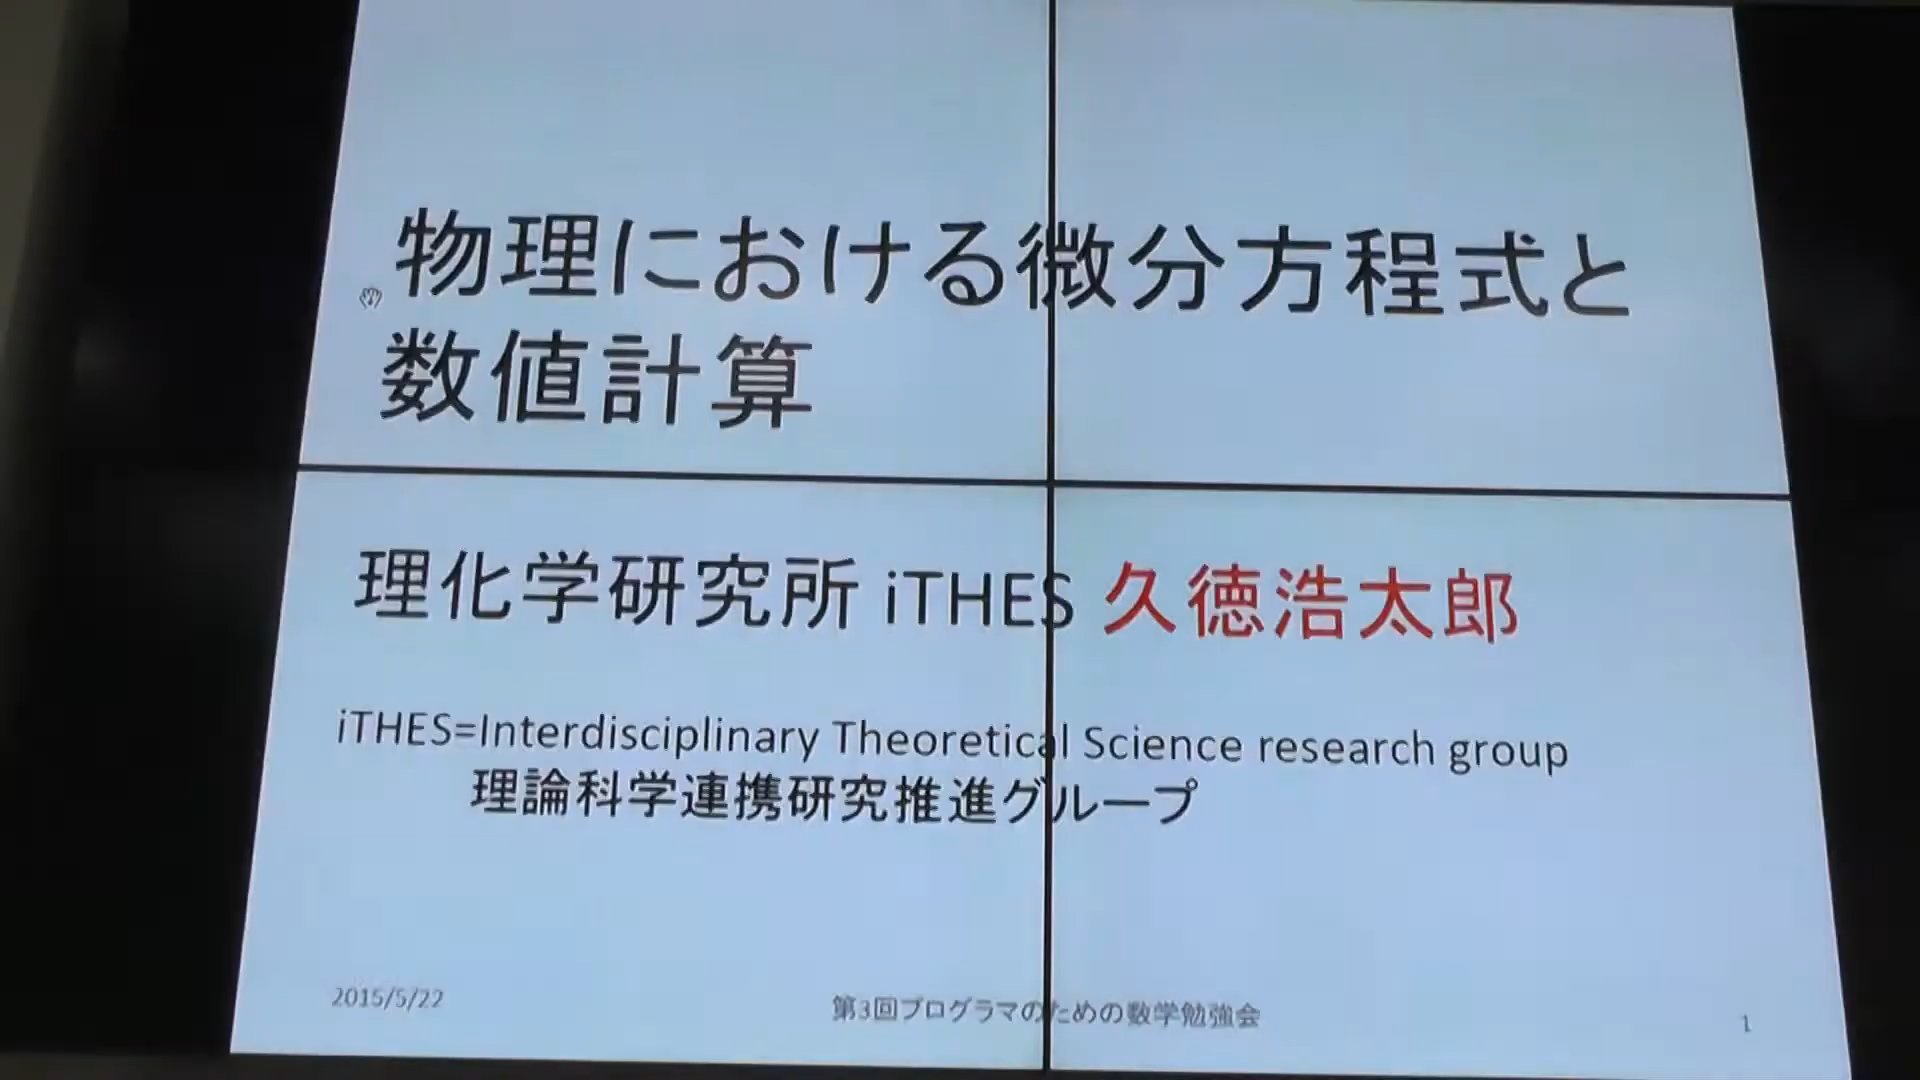 物理における微分方程式と
数値計算
理化学研究所 iTHES 久徳浩太郎
iTHES=Interdisciplinary Theoretical Science research group
理論科学連携研究推進グループ
2015/5/22
第3回プログラマのための数学勉強会
1